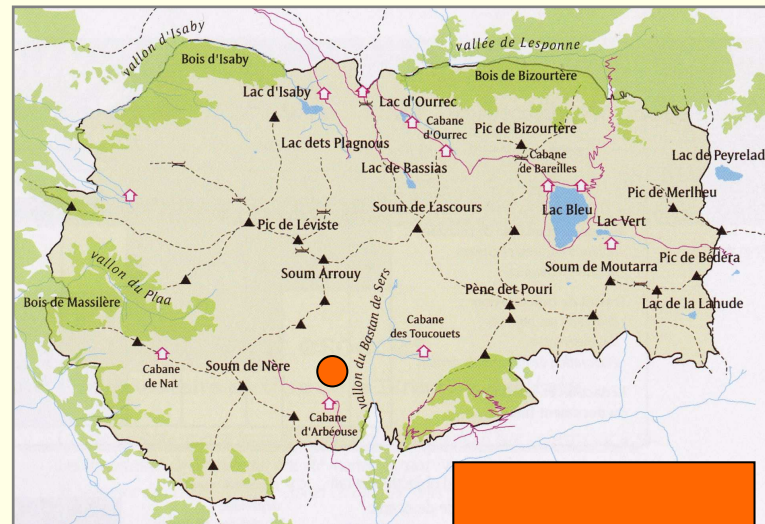 vallon d'Isaby
Bois d'Isaby
vallée de Lesponne
Bois de Bizourtère
Lac d'Isaby
Lac d'Ourrec
Cabane
d'Ourrec
Pic de Bizourtère
Lac dets Plagnous
Lac de Bassias
Cabane
de Bareilles
Lac de Peyrelad
Pic de Merlheu
Soum de Lascours
Lac Bleu
Lac Vert
Pic de Léviste
vallon du Plaa
Soum Arrouy
Soum de Moutarra
Pic de Bédéra
Bois de Massilère
vallon du Bastan de Sers
Pène det Pouri
Lac de la Lahude
Cabane
des Toucouets
Cabane
de Nat
Soum de Nère
Cabane
d'Arbéouse